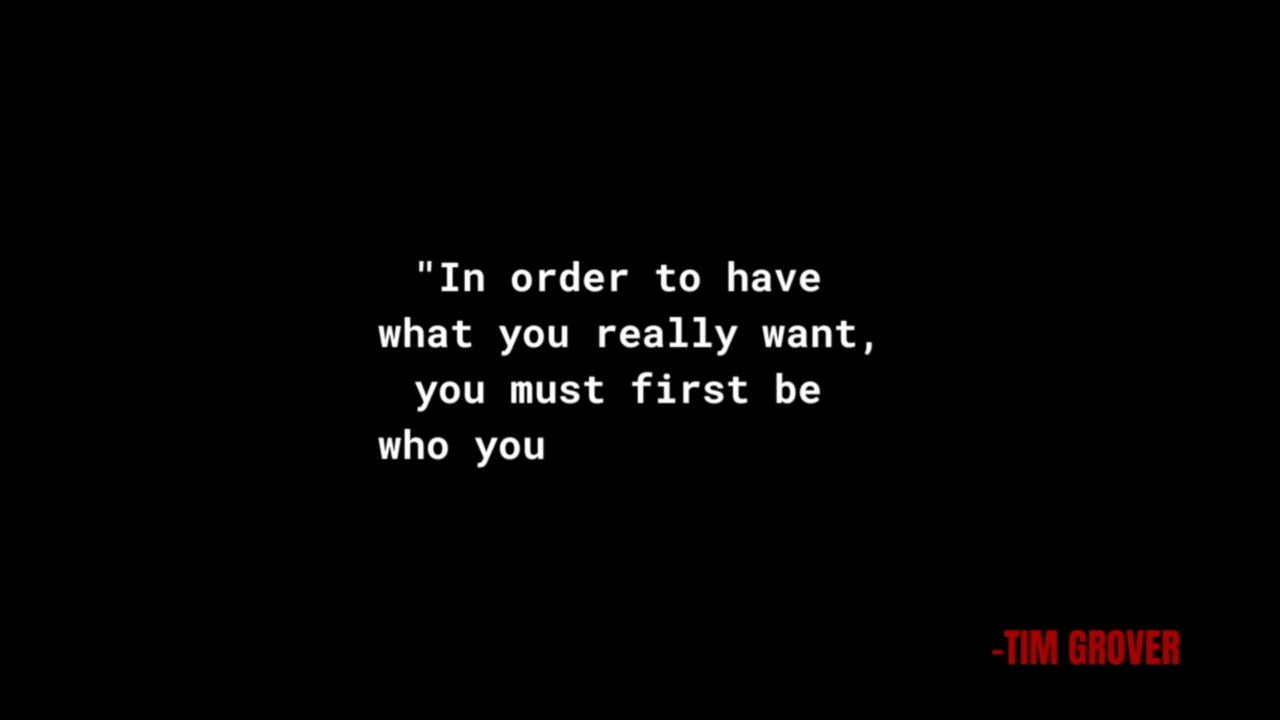 "In order to have
what you really want,
you must first be
who you
-TIM GROVER